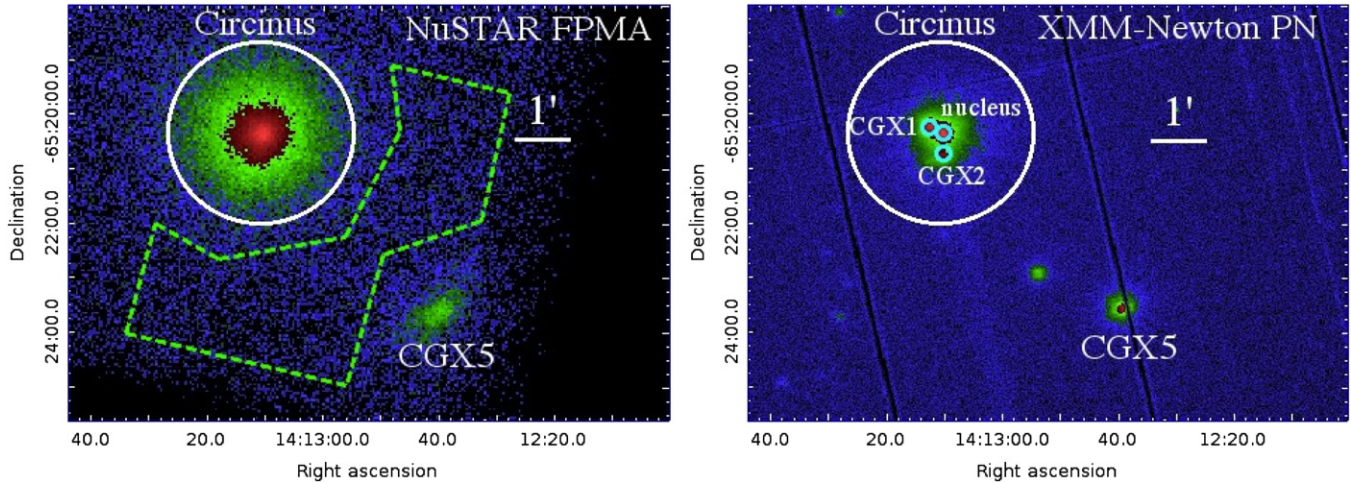 Circinus NuSTAR FPMA
1'
CGX5
Declination
-65:20:00.0
22:00.0
24:00.0
40.0 20.0 14:13:00.0 40.0 12:20.0
Right ascension
Circinus XMM-Newton PN
1'
nucleus
CGX1
CGX2
CGX5
Declination
-65:20:00.0
22:00.0
24:00.0
40.0 20.0 14:13:00.0 40.0 12:20.0
Right ascension